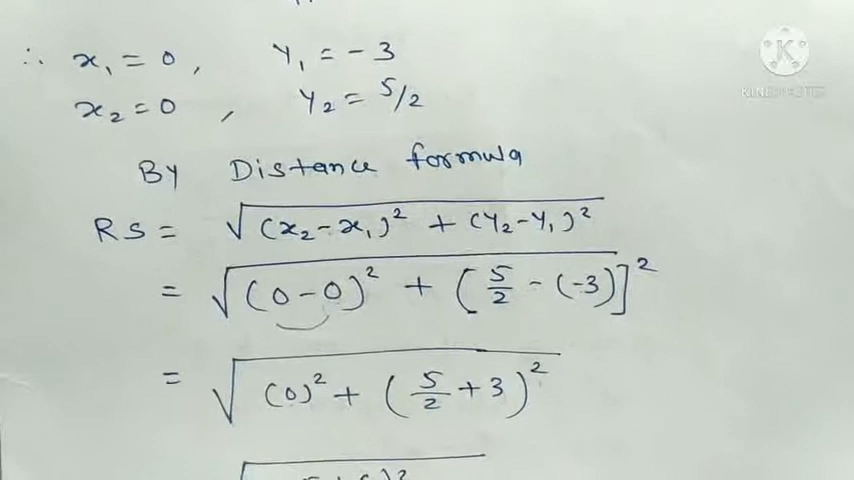 ∴ x₁ = 0, y₁ = -3
x₂ = 0, y₂ = 5/2
KINEMASTER
By Distance formula
RS = √(x₂-x₁)² + (y₂-y₁)²
= √(0-0)² + [5/2 - (-3)]²
= √(0)² + (5/2 + 3)²